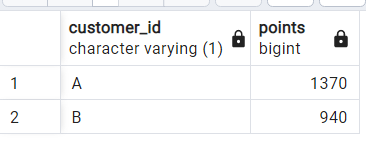 customer_id points
character varying (1) bigint
1 A 1370
2 B 940